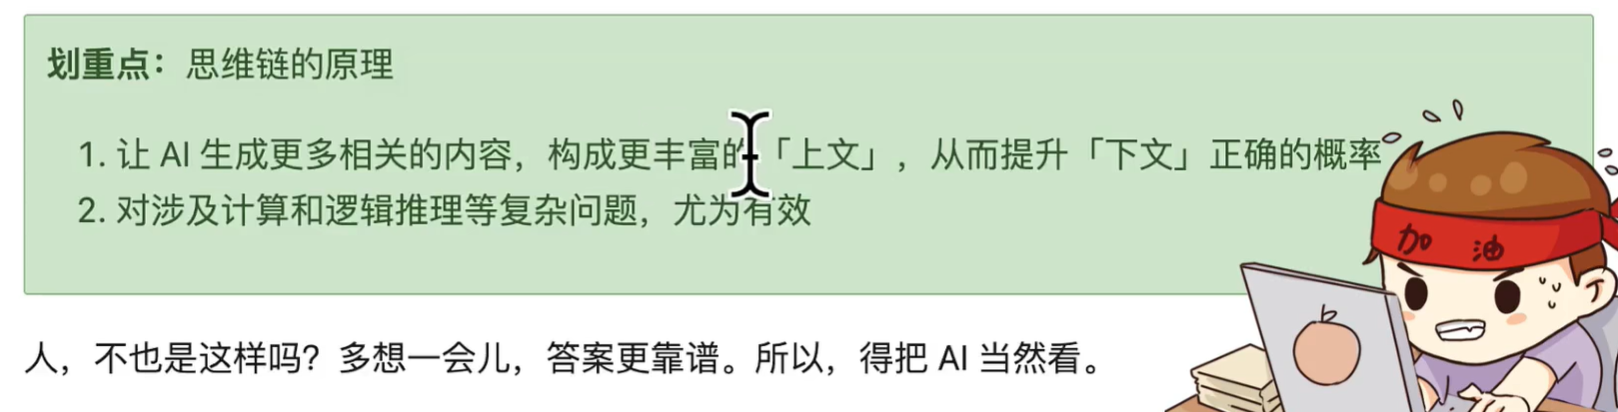 划重点：思维链的原理
1. 让 AI 生成更多相关的内容，构成更丰富的「上文」，从而提升「下文」正确的概率
2. 对涉及计算和逻辑推理等复杂问题，尤为有效
加 油
人，不也是这样吗？多想一会儿，答案更靠谱。所以，得把 AI 当然看。